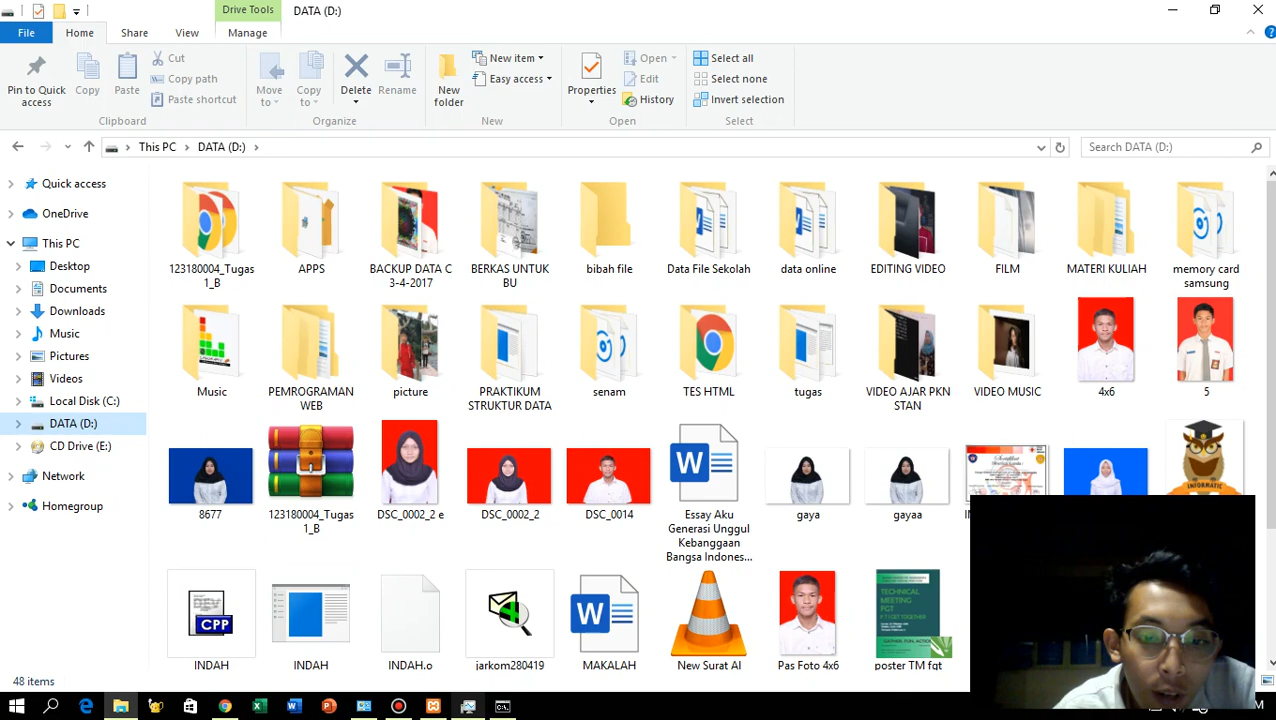 Drive Tools
DATA (D:)
File
Home
Share
View
Manage
Pin to Quick
access
Copy
Paste
Cut
Copy path
Paste shortcut
Clipboard
Move
to
Copy
to
Delete
Rename
Organize
New
folder
New item
Easy access
New
Properties
Open
Edit
History
Open
Select all
Select none
Invert selection
Select
This PC
DATA (D:)
Search DATA (D:)
Quick access
OneDrive
This PC
Desktop
Documents
Downloads
Music
Pictures
Videos
Local Disk (C:)
DATA (D:)
CD Drive (E:)
Network
Homegroup
123180004_Tugas
1_B
APPS
BACKUP DATA C
3-4-2017
BERKAS UNTUK
BU
bibah file
Data File Sekolah
data online
EDITING VIDEO
FILM
MATERI KULIAH
memory card
samsung
Music
PEMROGRAMAN
WEB
picture
PRAKTIKUM
STRUKTUR DATA
senam
TES HTML
tugas
VIDEO AJAR PKN
STAN
VIDEO MUSIC
4x6
5
8677
123180004_Tugas
1_B
DSC_0002_2 e
DSC_0002_2
DSC_0014
Essay Aku
Generasi Unggul
Kebanggaan
Bangsa Indones...
gaya
gayaa
INFORMATIC
CPP
INDAH
INDAH
INDAH.o
jarkom280419
MAKALAH
New Surat AI
Pas Foto 4x6
TECHNICAL
MEETING
FGT
poster TM fgt
48 items